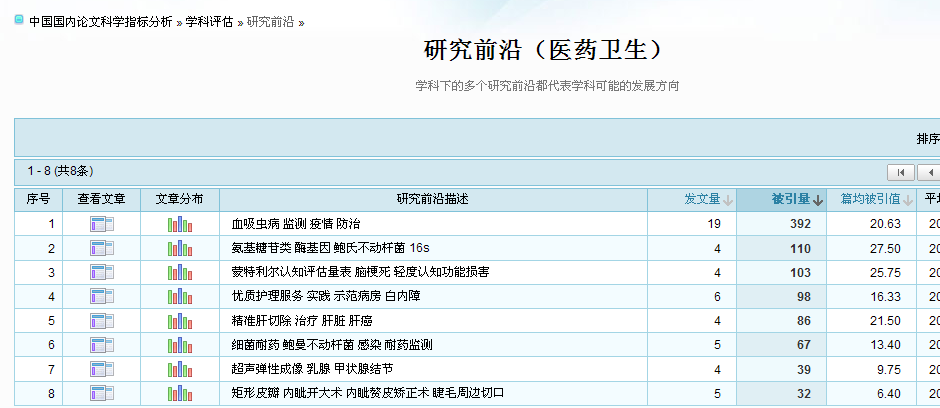 中国国内论文科学指标分析 » 学科评估 » 研究前沿 »
研究前沿（医药卫生）
学科下的多个研究前沿都代表学科可能的发展方向
排序
1 - 8 (共8条)
序号 查看文章 文章分布 研究前沿描述 发文量 被引量 篇均被引值 平均
1 血吸虫病 监测 疫情 防治 19 392 20.63 20
2 氨基糖苷类 酶基因 鲍氏不动杆菌 16s 4 110 27.50 20
3 蒙特利尔认知评估量表 脑梗死 轻度认知功能损害 4 103 25.75 20
4 优质护理服务 实践 示范病房 白内障 6 98 16.33 20
5 精准肝切除 治疗 肝脏 肝癌 4 86 21.50 20
6 细菌耐药 鲍曼不动杆菌 感染 耐药监测 5 67 13.40 20
7 超声弹性成像 乳腺 甲状腺结节 4 39 9.75 20
8 矩形皮瓣 内眦开大术 内眦赘皮矫正术 睫毛周边切口 5 32 6.40 20